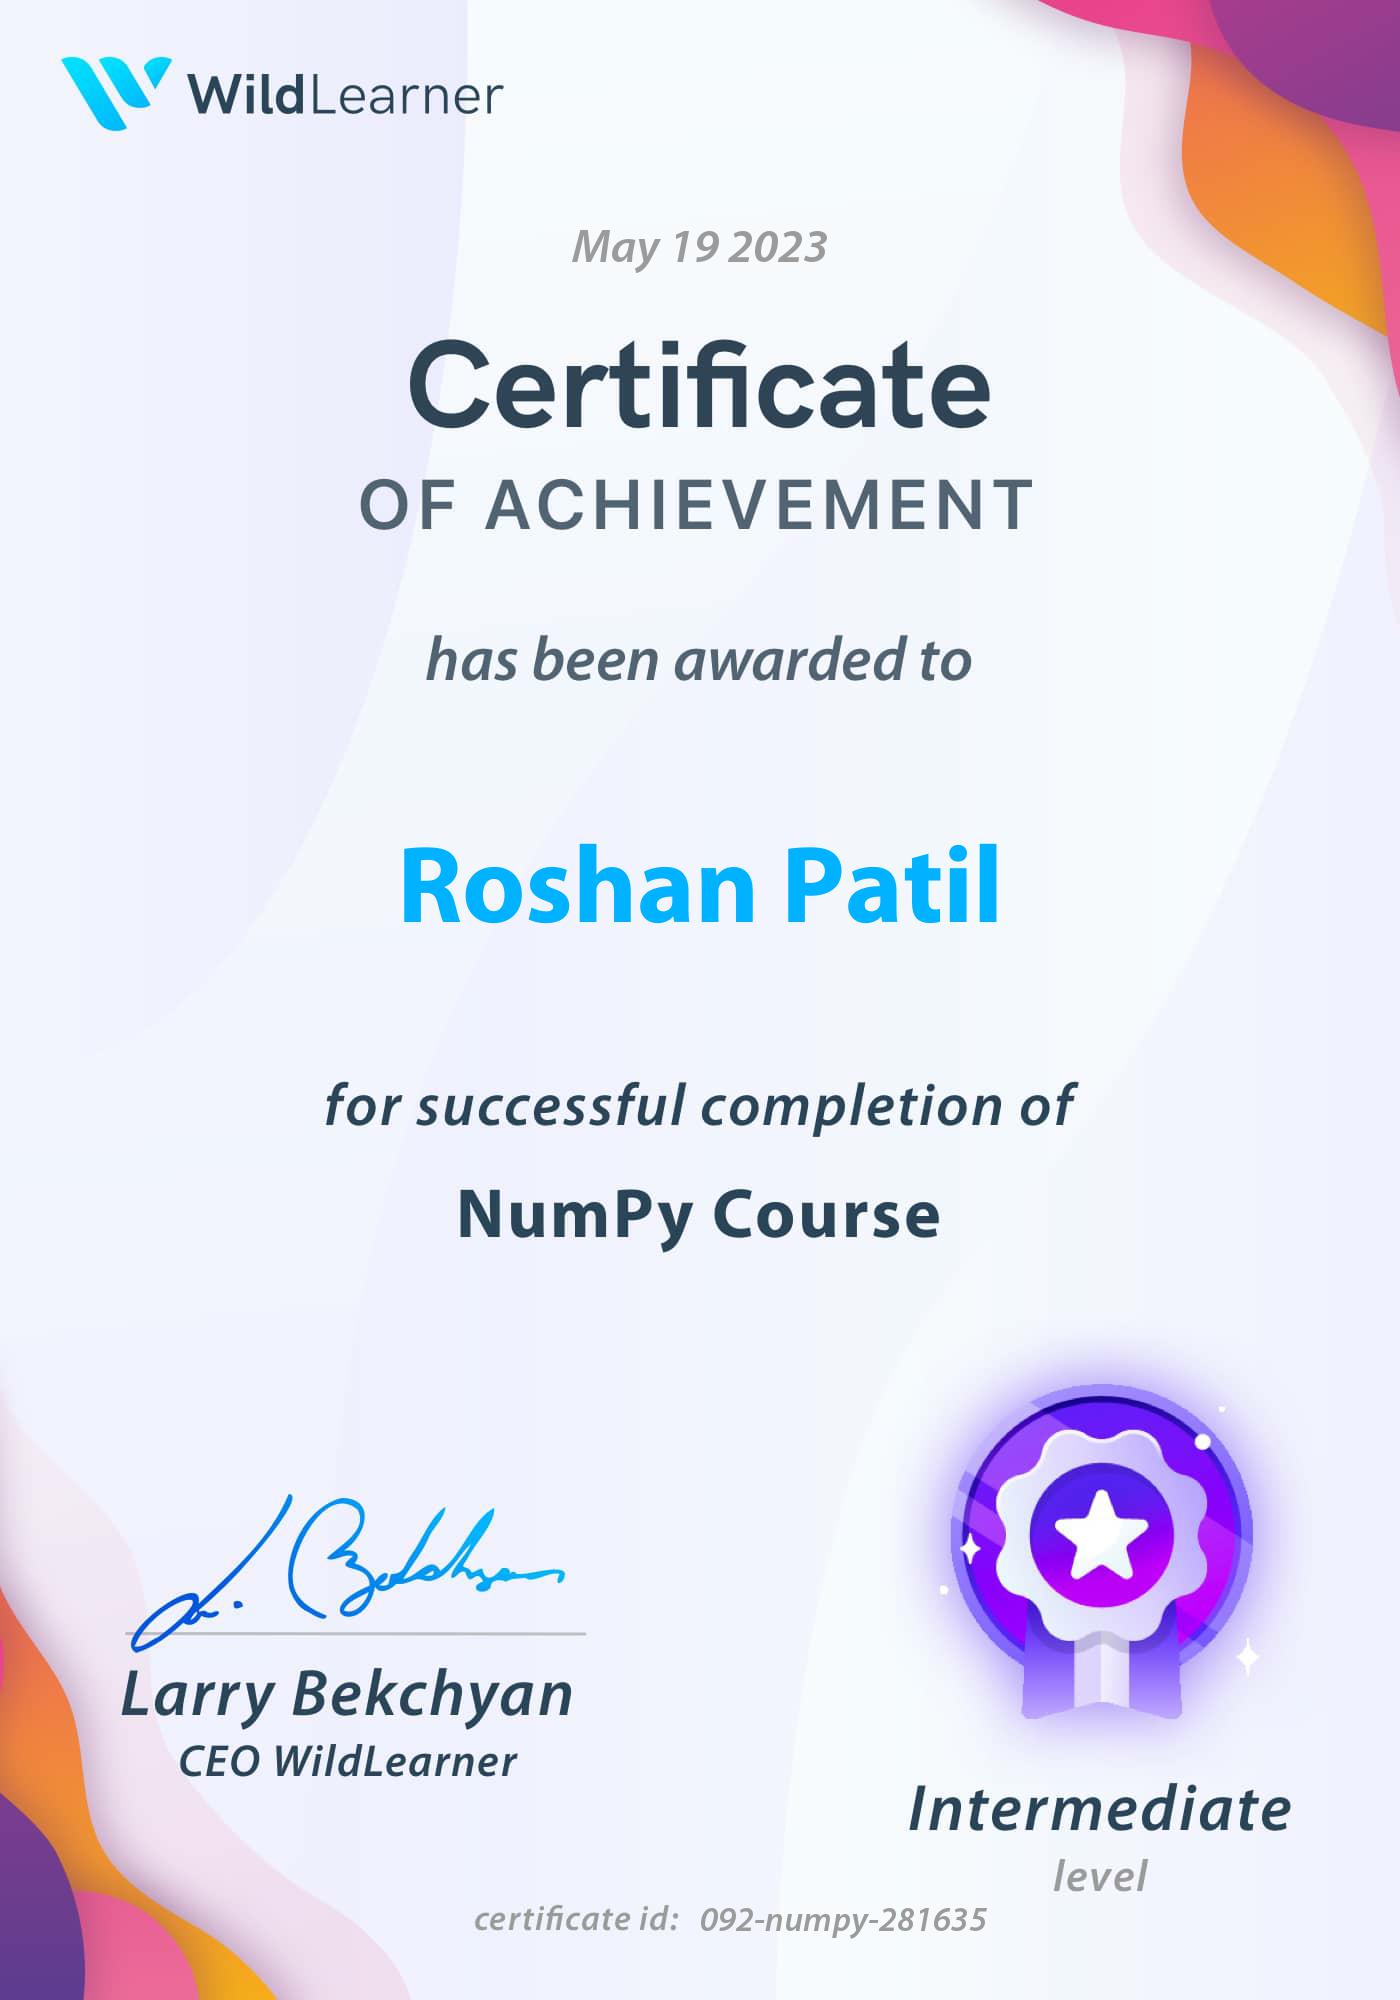 WildLearner
May 19 2023
Certificate
OF ACHIEVEMENT
has been awarded to
Roshan Patil
for successful completion of
NumPy Course
L. Bekchyan
Larry Bekchyan
CEO WildLearner
Intermediate
level
certificate id: 092-numpy-281635